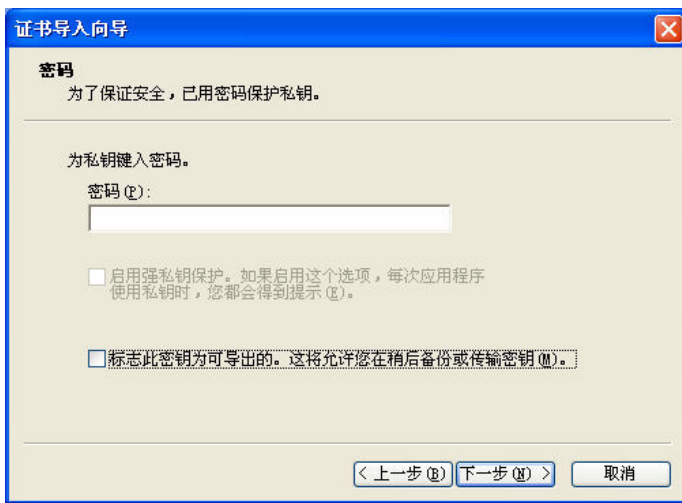 证书导入向导
密码
为了保证安全，已用密码保护私钥。
为私钥键入密码。
密码(P):
启用强私钥保护。如果启用这个选项，每次应用程序
使用私钥时，您都会得到提示(E)。
标志此密钥为可导出的。这将允许您在稍后备份或传输密钥(M)。
< 上一步(B) 下一步(N) > 取消